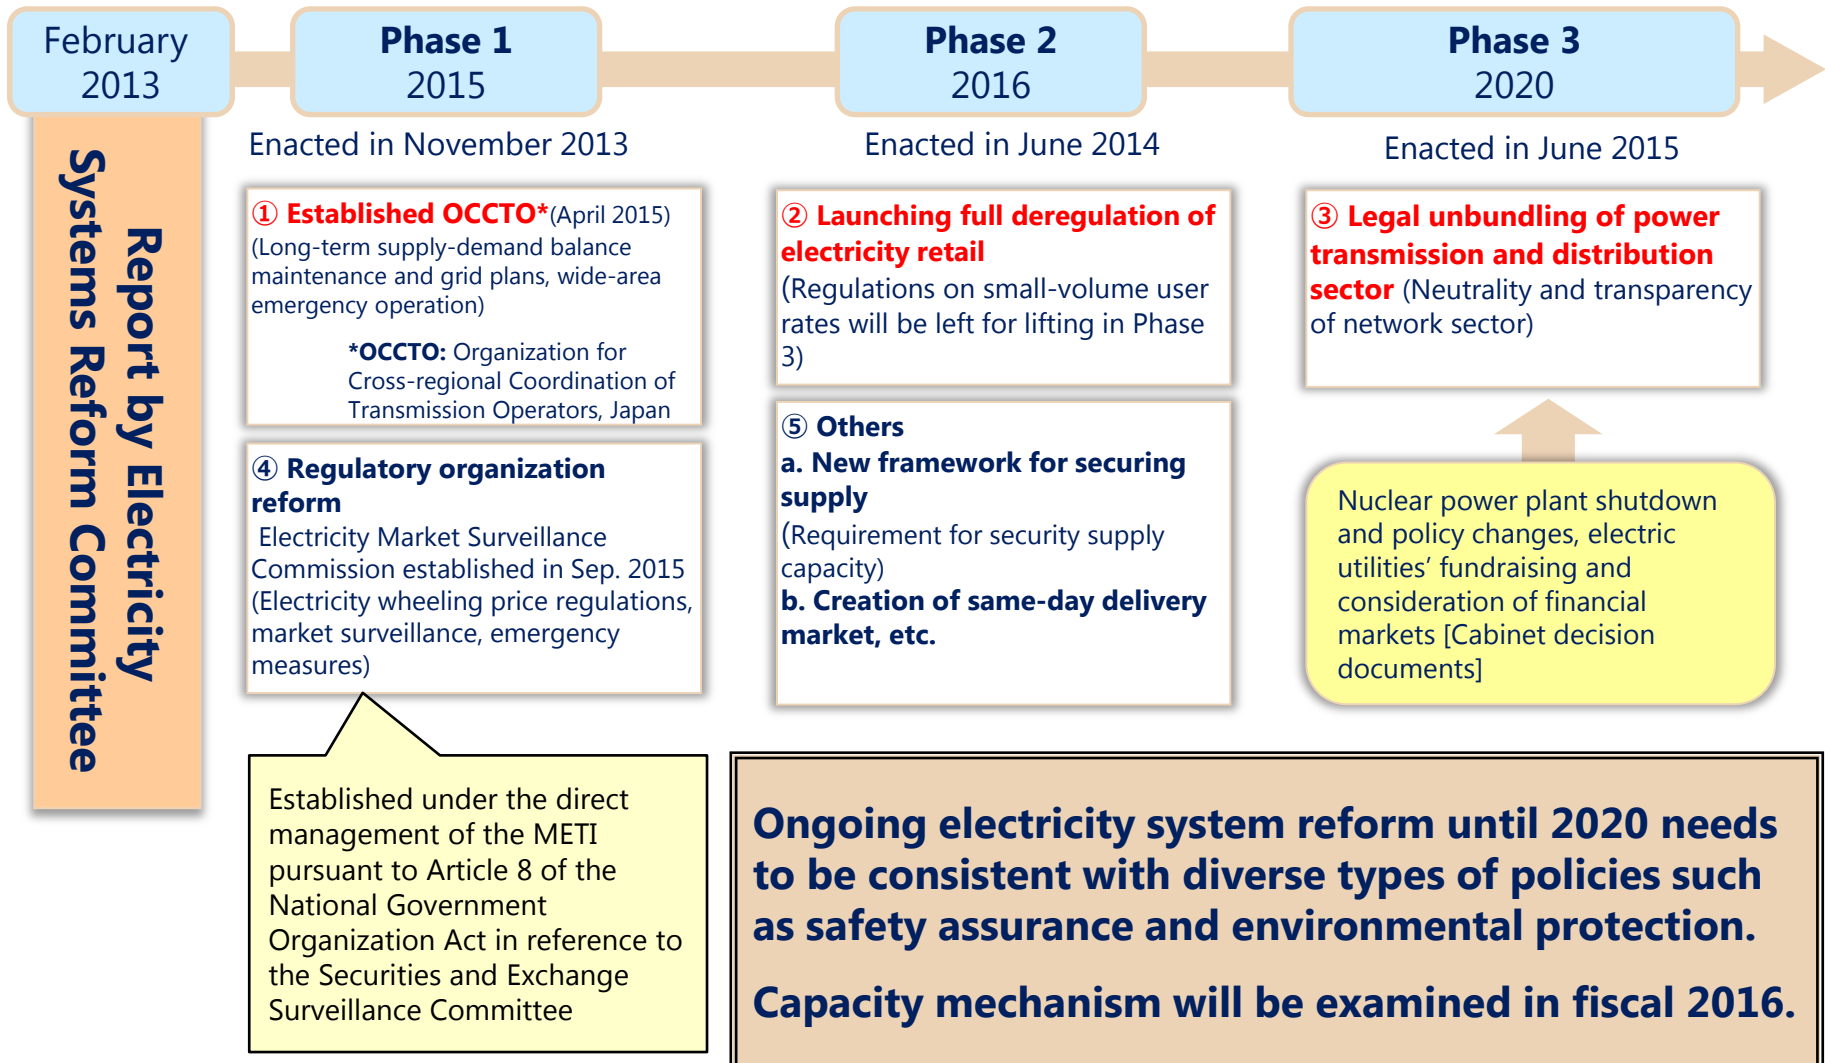 February
2013
Phase 1
2015
Phase 2
2016
Phase 3
2020
Report by Electricity
Systems Reform Committee
Enacted in November 2013
① Established OCCTO*(April 2015)
(Long-term supply-demand balance
maintenance and grid plans, wide-area
emergency operation)
*OCCTO: Organization for
Cross-regional Coordination of
Transmission Operators, Japan
④ Regulatory organization
reform
Electricity Market Surveillance
Commission established in Sep. 2015
(Electricity wheeling price regulations,
market surveillance, emergency
measures)
Established under the direct
management of the METI
pursuant to Article 8 of the
National Government
Organization Act in reference to
the Securities and Exchange
Surveillance Committee
Enacted in June 2014
② Launching full deregulation of
electricity retail
(Regulations on small-volume user
rates will be left for lifting in Phase
3)
⑤ Others
a. New framework for securing
supply
(Requirement for security supply
capacity)
b. Creation of same-day delivery
market, etc.
Enacted in June 2015
③ Legal unbundling of power
transmission and distribution
sector (Neutrality and transparency
of network sector)
Nuclear power plant shutdown
and policy changes, electric
utilities’ fundraising and
consideration of financial
markets [Cabinet decision
documents]
Ongoing electricity system reform until 2020 needs
to be consistent with diverse types of policies such
as safety assurance and environmental protection.
Capacity mechanism will be examined in fiscal 2016.